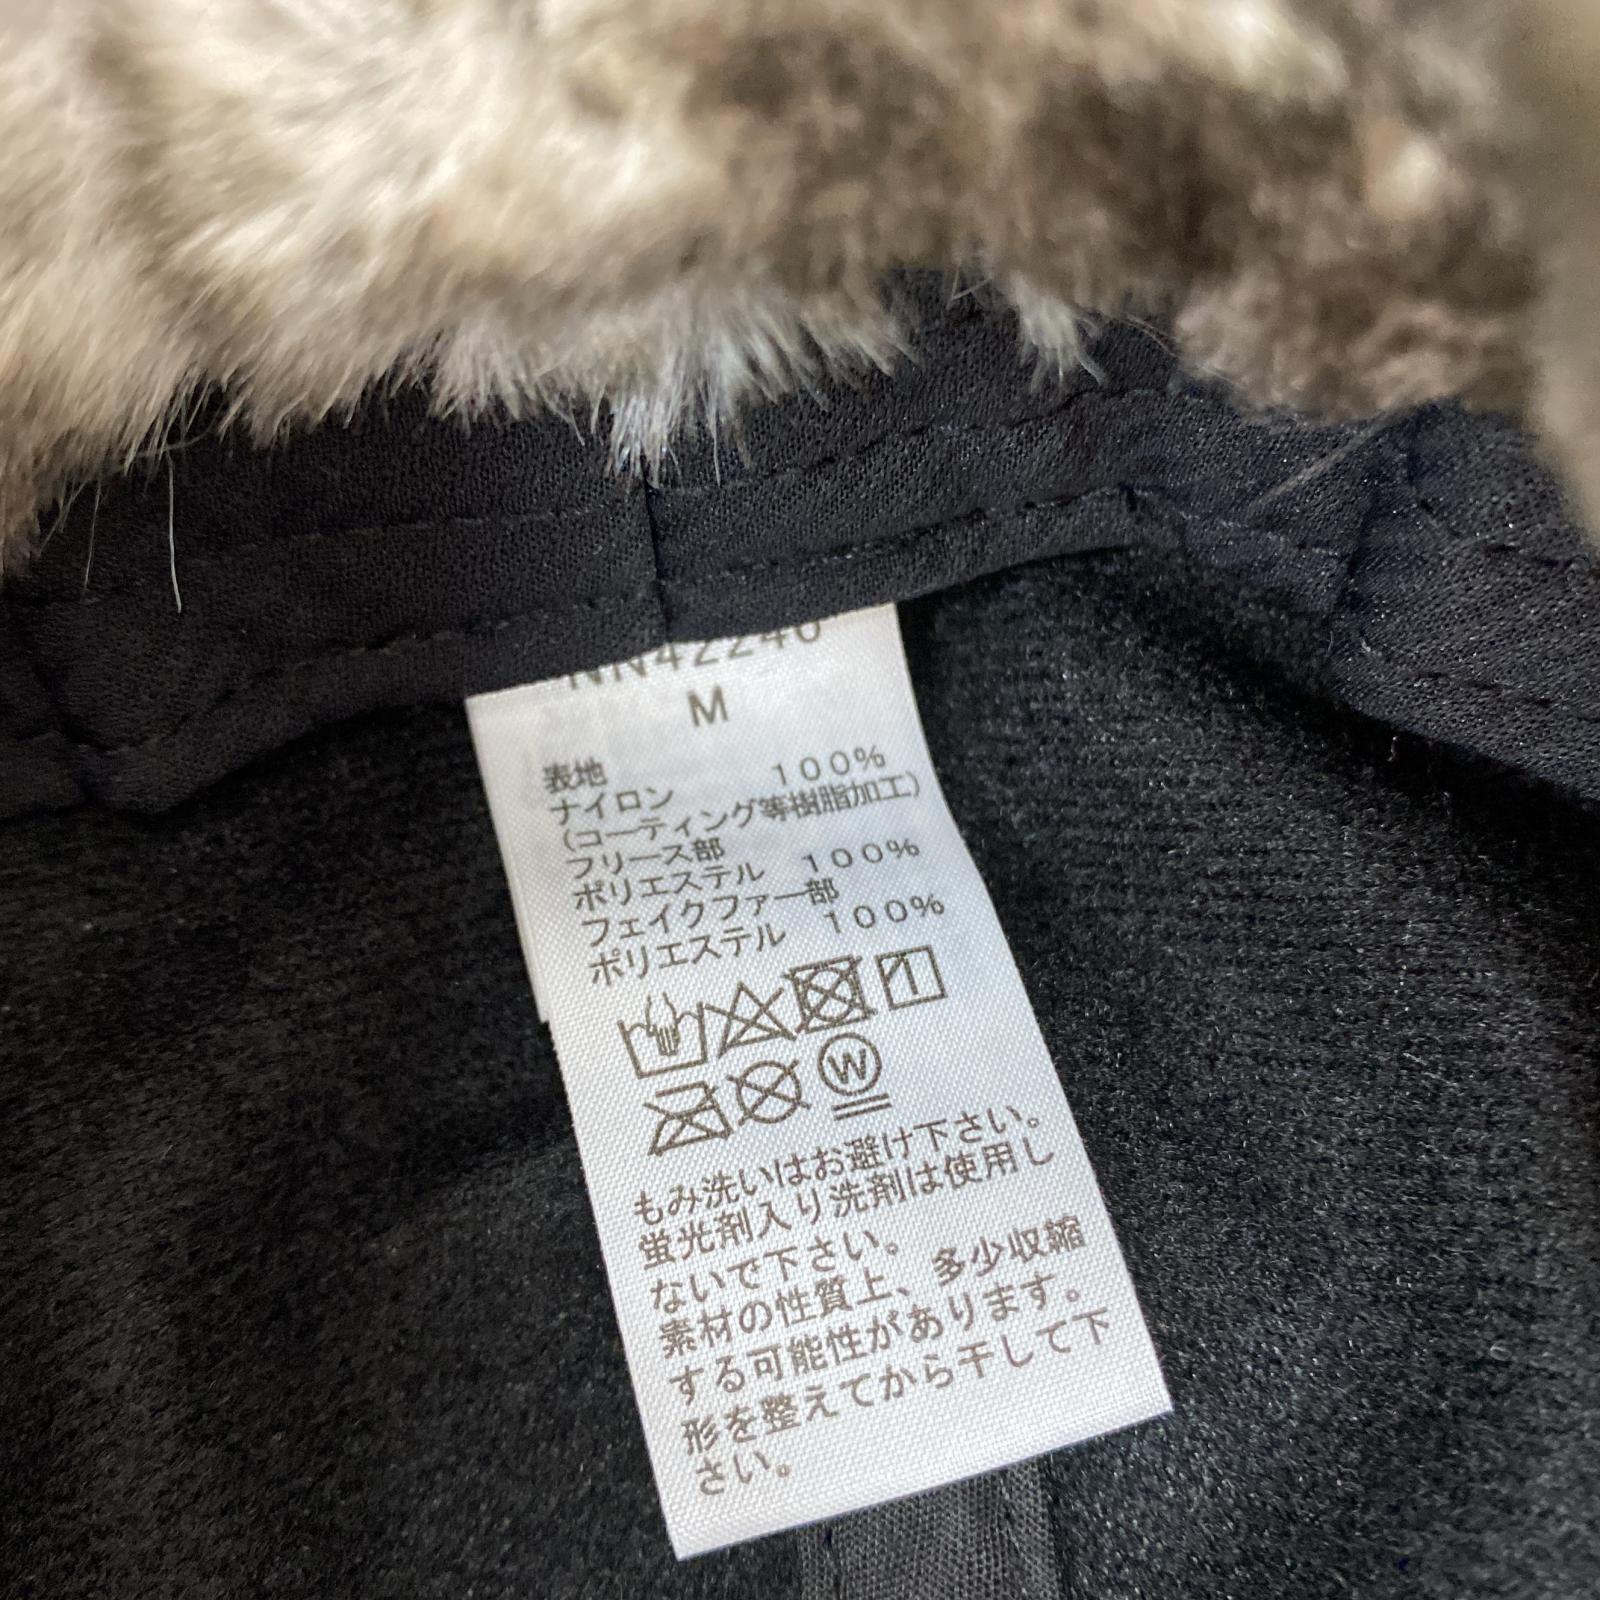 NN42246
M
表地
ナイロン 100%
(コーティング等樹脂加工)
フリース部
ポリエステル 100%
フェイクファー部
ポリエステル 100%
W
もみ洗いはお避け下さい。
蛍光剤入り洗剤は使用し
ないで下さい。
素材の性質上、多少収縮
する可能性があります。
形を整えてから干して下
さい。